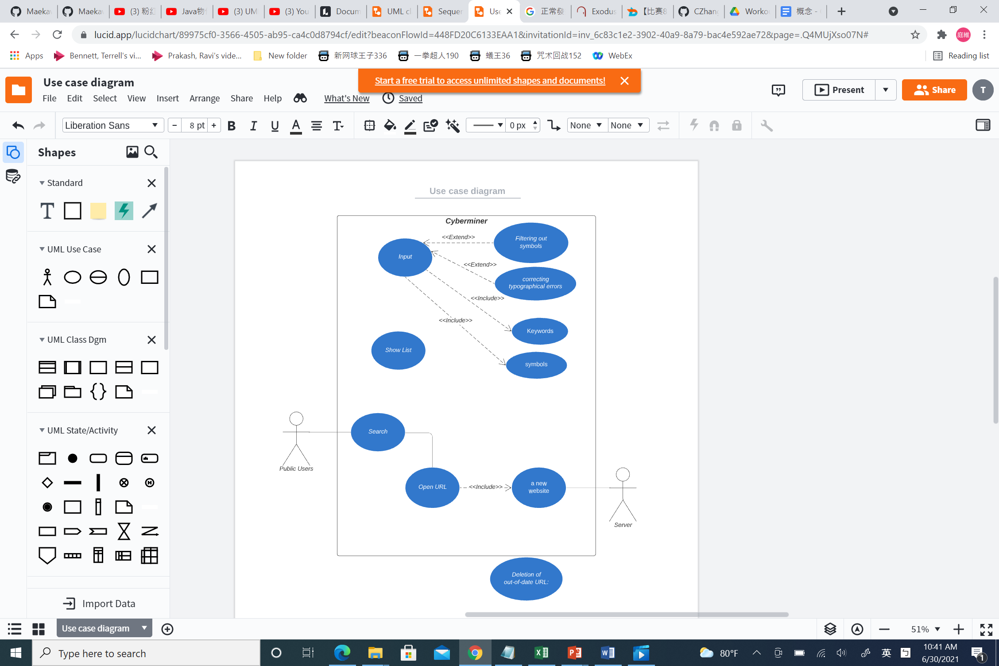 Maekaw
Maekaw
(3) 粉红
Java物件
(3) UM
(3) You
Docum
UML cl
Sequen
Use
正常發
Exodus
【比赛8
CZhang
Workou
概念 -
lucid.app/lucidchart/89975cf0-3566-4505-ab95-ca4c0d8794cf/edit?beaconFlowId=448FD20C6133EAA1&invitationId=inv_6c83c1e2-3902-40a9-8a79-bac4e592ae72&page=.Q4MUjXso07N#
庭維
Apps
Bennett, Terrell's vi...
Prakash, Ravi's vide...
New folder
新网球王子336
一拳超人190
蟻王36
咒术回战152
WebEx
Reading list
Use case diagram
Start a free trial to access unlimited shapes and documents!
File Edit Select View Insert Arrange Share Help What's New Saved
Present
Share
T
Liberation Sans
− 8 pt +
B I U A T
0 px
None
None
Shapes
Standard
T
UML Use Case
UML Class Dgm
UML State/Activity
Import Data
Use case diagram
Cyberminer
<<Extend>>
Filtering out
symbols
Input
<<Extend>>
correcting
typographical errors
<<Include>>
<<Include>>
Keywords
Show List
symbols
Search
Public Users
Open URL
<<Include>>
a new
website
Server
Deletion of
out-of-date URL:
Use case diagram
51%
Type here to search
80°F
英
ㄅ
10:41 AM
6/30/2021
1